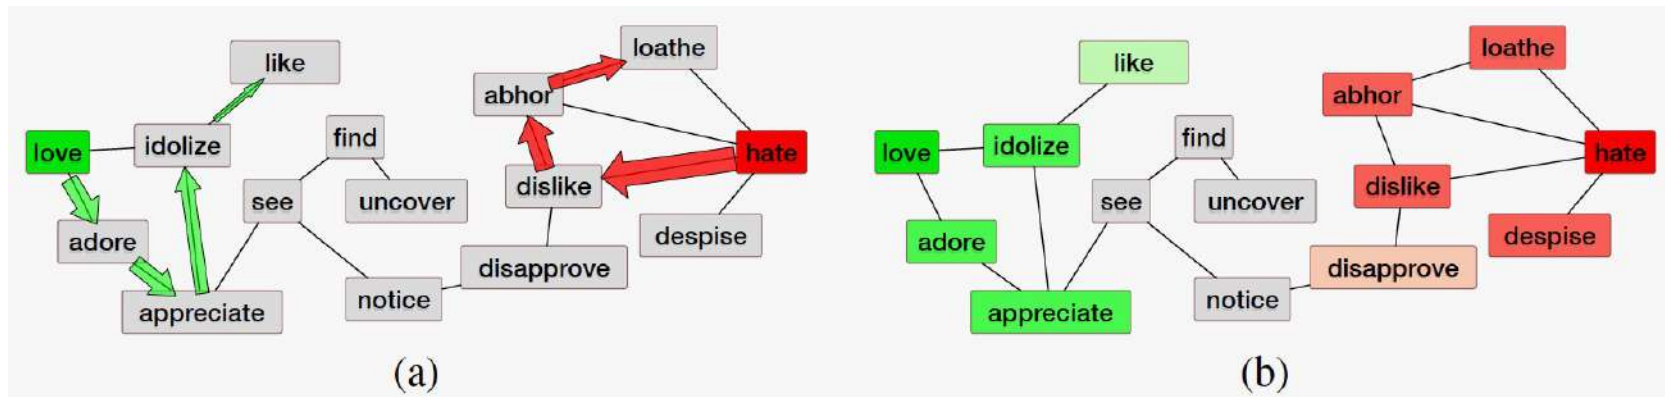 like
loathe
abhor
love
idolize
find
hate
dislike
see
uncover
adore
despise
disapprove
notice
appreciate
(a)
like
loathe
abhor
love
idolize
find
hate
dislike
see
uncover
adore
despise
disapprove
notice
appreciate
(b)